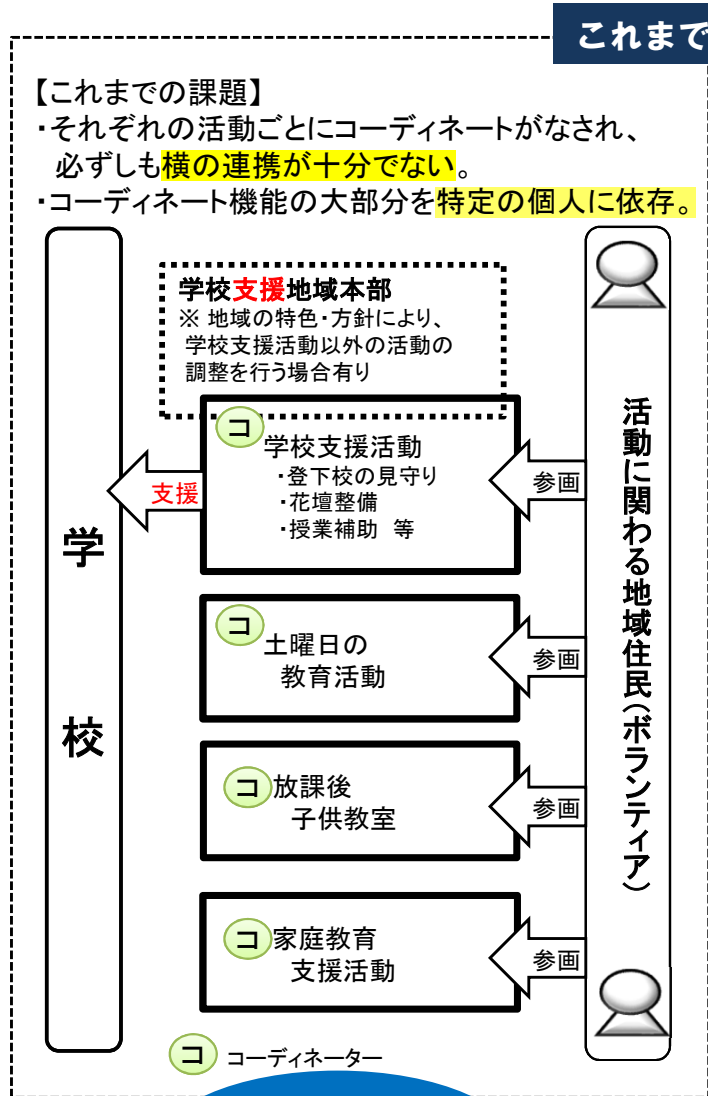 これまで
【これまでの課題】
・それぞれの活動ごとにコーディネートがなされ、
必ずしも横の連携が十分でない。
・コーディネート機能の大部分を特定の個人に依存。
学校支援地域本部
※ 地域の特色・方針により、
学校支援活動以外の活動の
調整を行う場合有り
コ
学校支援活動
・登下校の見守り
・花壇整備
・授業補助 等
支援
参画
コ
土曜日の
教育活動
参画
コ
放課後
子供教室
参画
コ
家庭教育
支援活動
参画
学校
活動に関わる地域住民(ボランティア)
コ コーディネーター